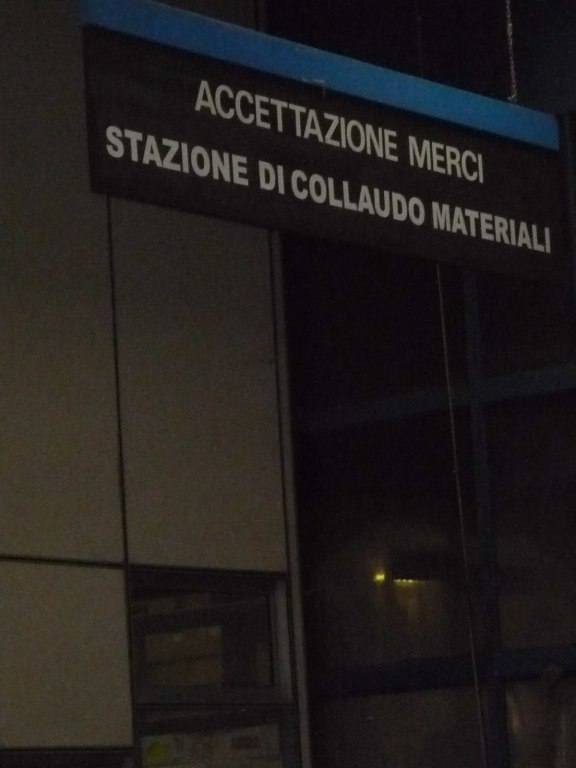 ACCETTAZIONE MERCI
STAZIONE DI COLLAUDO MATERIALI